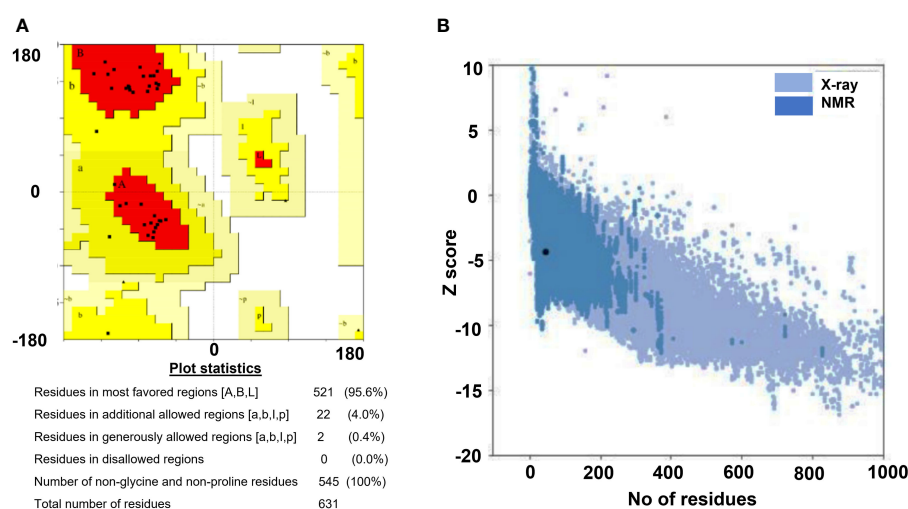 A
180
0
-180
0
180
B
b
a
A
b
~b
~a
~l
l
L
~b
b
~b
b
~p
p
~b
Plot statistics
Residues in most favored regions [A,B,L] 521 (95.6%)
Residues in additional allowed regions [a,b,l,p] 22 (4.0%)
Residues in generously allowed regions [a,b,l,p] 2 (0.4%)
Residues in disallowed regions 0 (0.0%)
Number of non-glycine and non-proline residues 545 (100%)
Total number of residues 631
B
10
5
0
-5
-10
-15
-20
Z score
X-ray
NMR
0 200 400 600 800 1000
No of residues